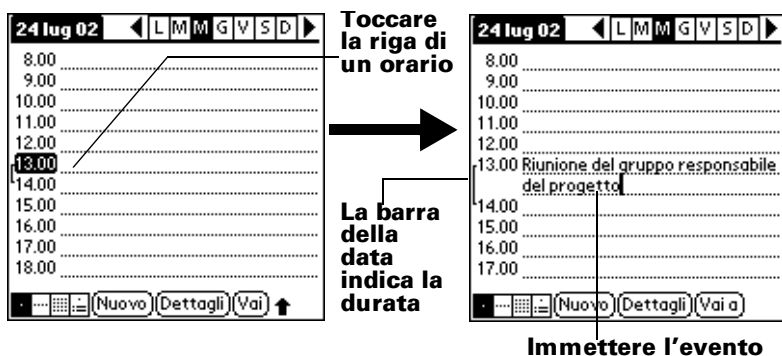 24 lug 02 L M M G V S D
8.00
9.00
10.00
11.00
12.00
13.00
14.00
15.00
16.00
17.00
18.00
Nuovo Dettagli Vai
Toccare
la riga di
un orario
La barra
della
data
indica la
durata
24 lug 02 L M M G V S D
8.00
9.00
10.00
11.00
12.00
13.00 Riunione del gruppo responsabile
del progetto
14.00
15.00
16.00
17.00
Nuovo Dettagli Vai a
Immettere l'evento